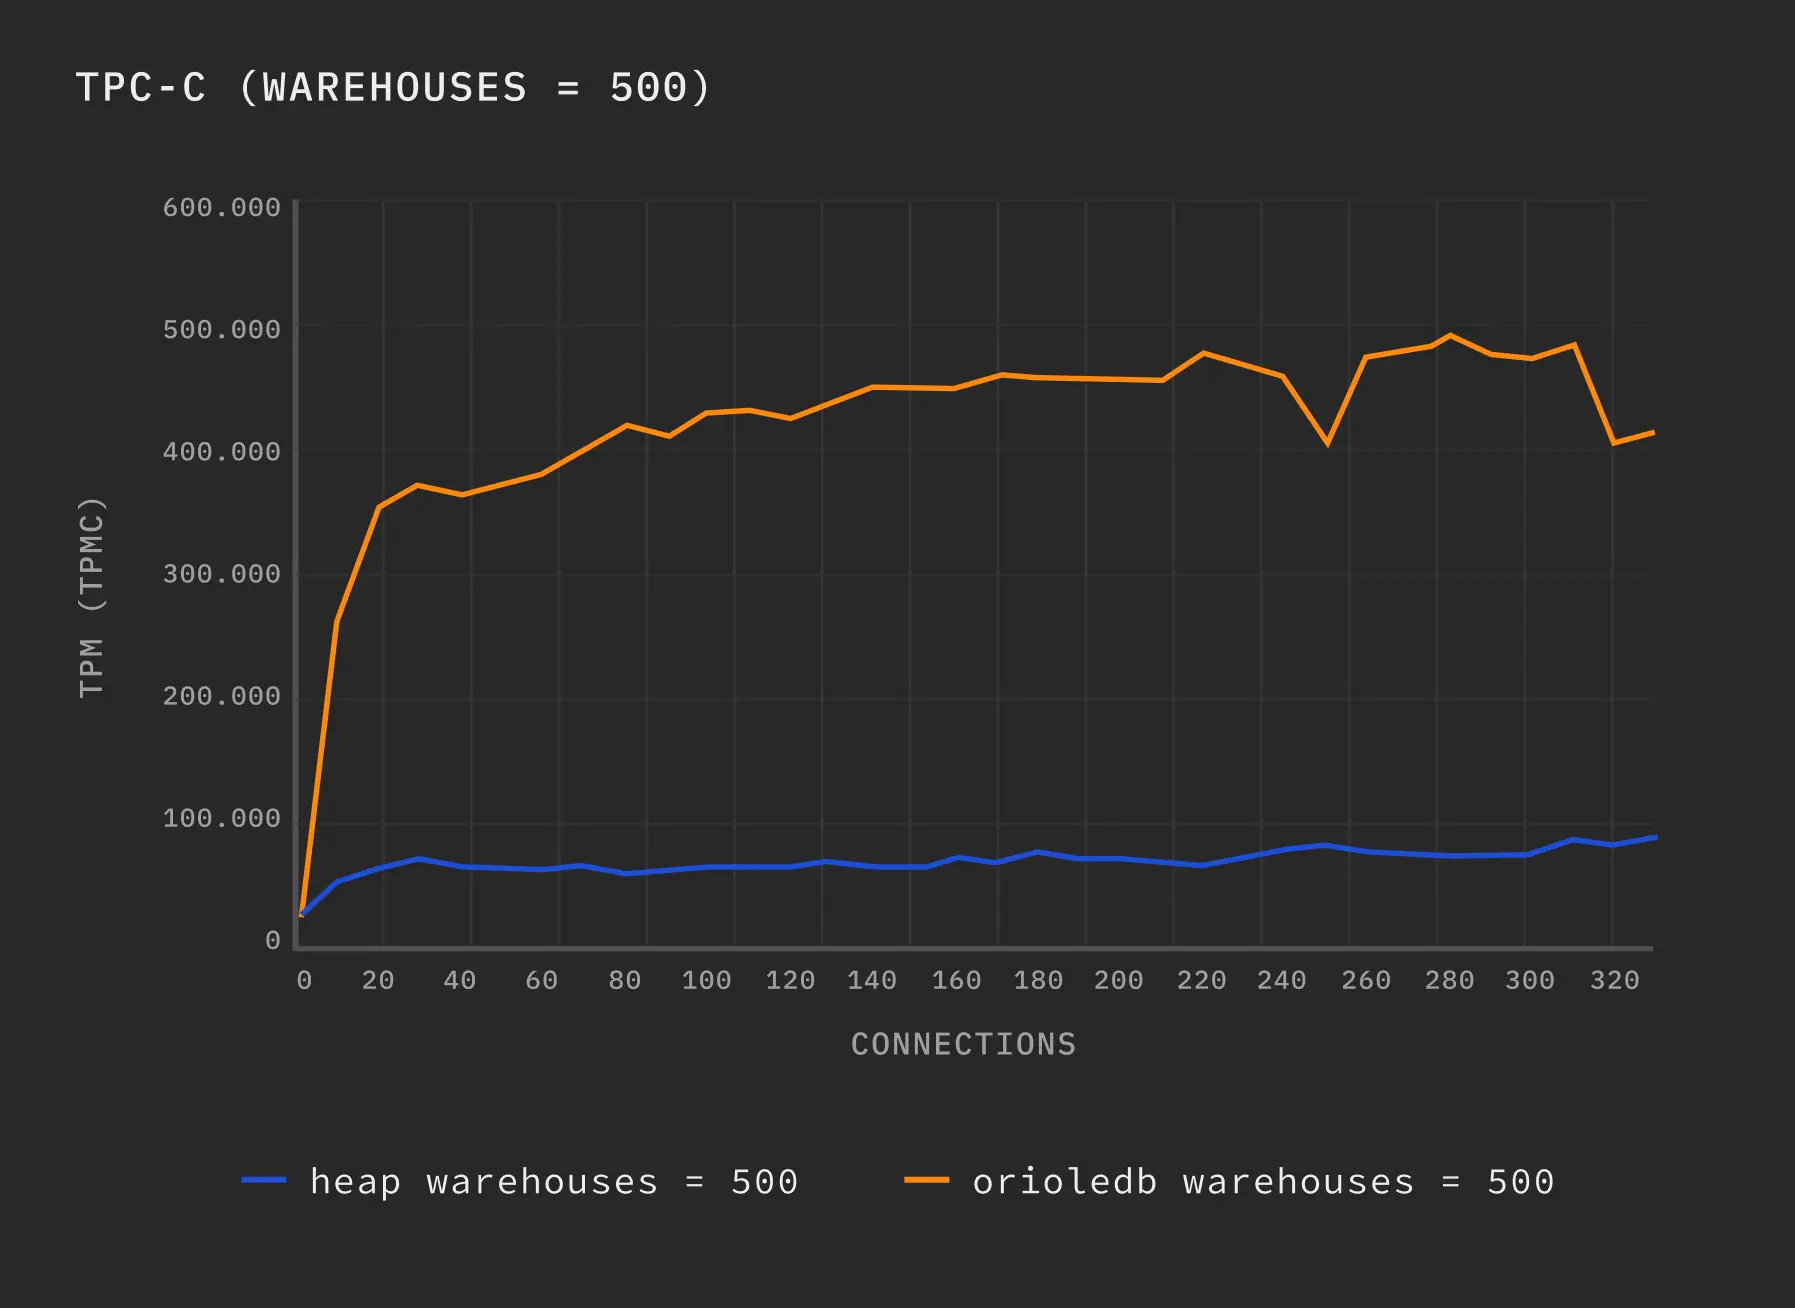 TPC-C (WAREHOUSES = 500)
600.000
500.000
400.000
300.000
200.000
100.000
0
TPM (TPMC)
0 20 40 60 80 100 120 140 160 180 200 220 240 260 280 300 320
CONNECTIONS
heap warehouses = 500
orioledb warehouses = 500